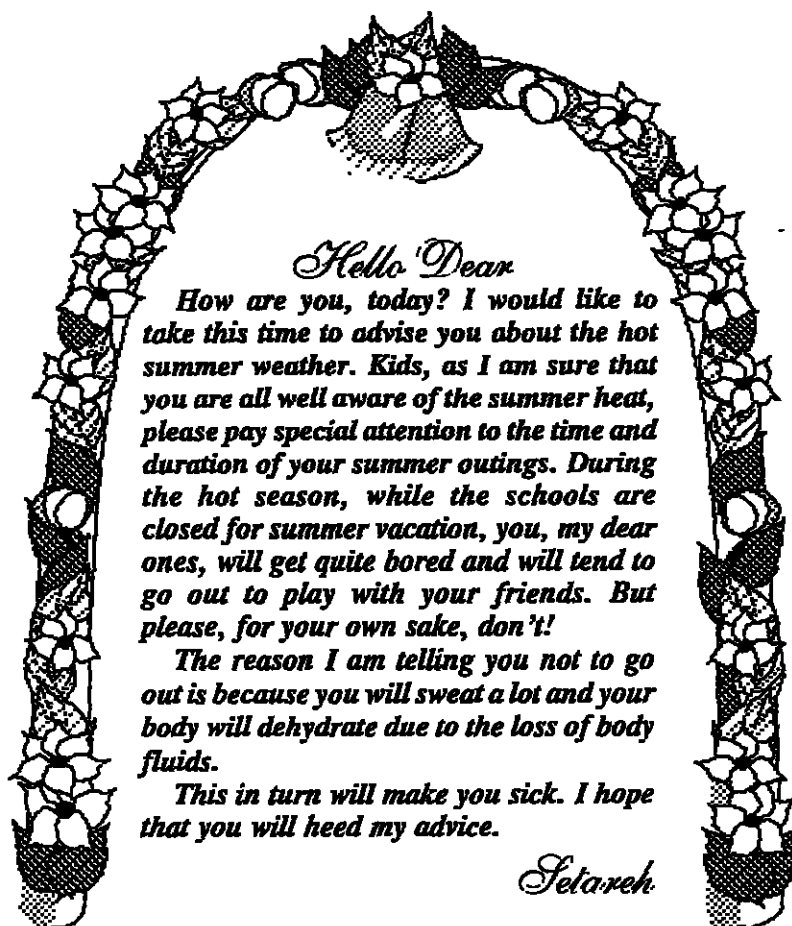 Hello Dear
How are you, today? I would like to
take this time to advise you about the hot
summer weather. Kids, as I am sure that
you are all well aware of the summer heat,
please pay special attention to the time and
duration of your summer outings. During
the hot season, while the schools are
closed for summer vacation, you, my dear
ones, will get quite bored and will tend to
go out to play with your friends. But
please, for your own sake, don't!
The reason I am telling you not to go
out is because you will sweat a lot and your
body will dehydrate due to the loss of body
fluids.
This in turn will make you sick. I hope
that you will heed my advice.
Setareh